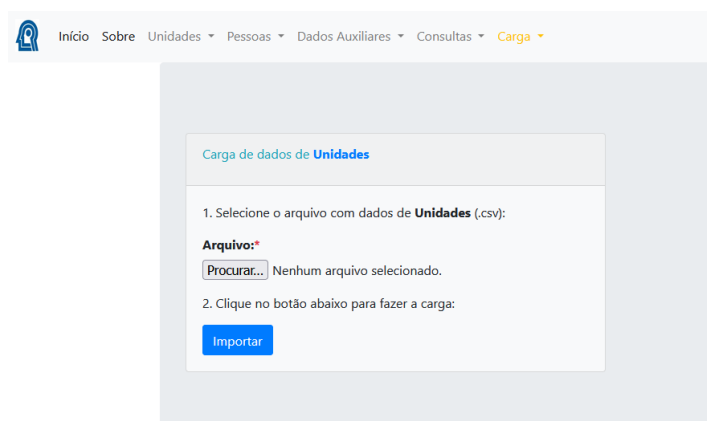 Início Sobre Unidades Pessoas Dados Auxiliares Consultas Carga
Carga de dados de Unidades
1. Selecione o arquivo com dados de Unidades (.csv):
Arquivo:*
Procurar... Nenhum arquivo selecionado.
2. Clique no botão abaixo para fazer a carga:
Importar